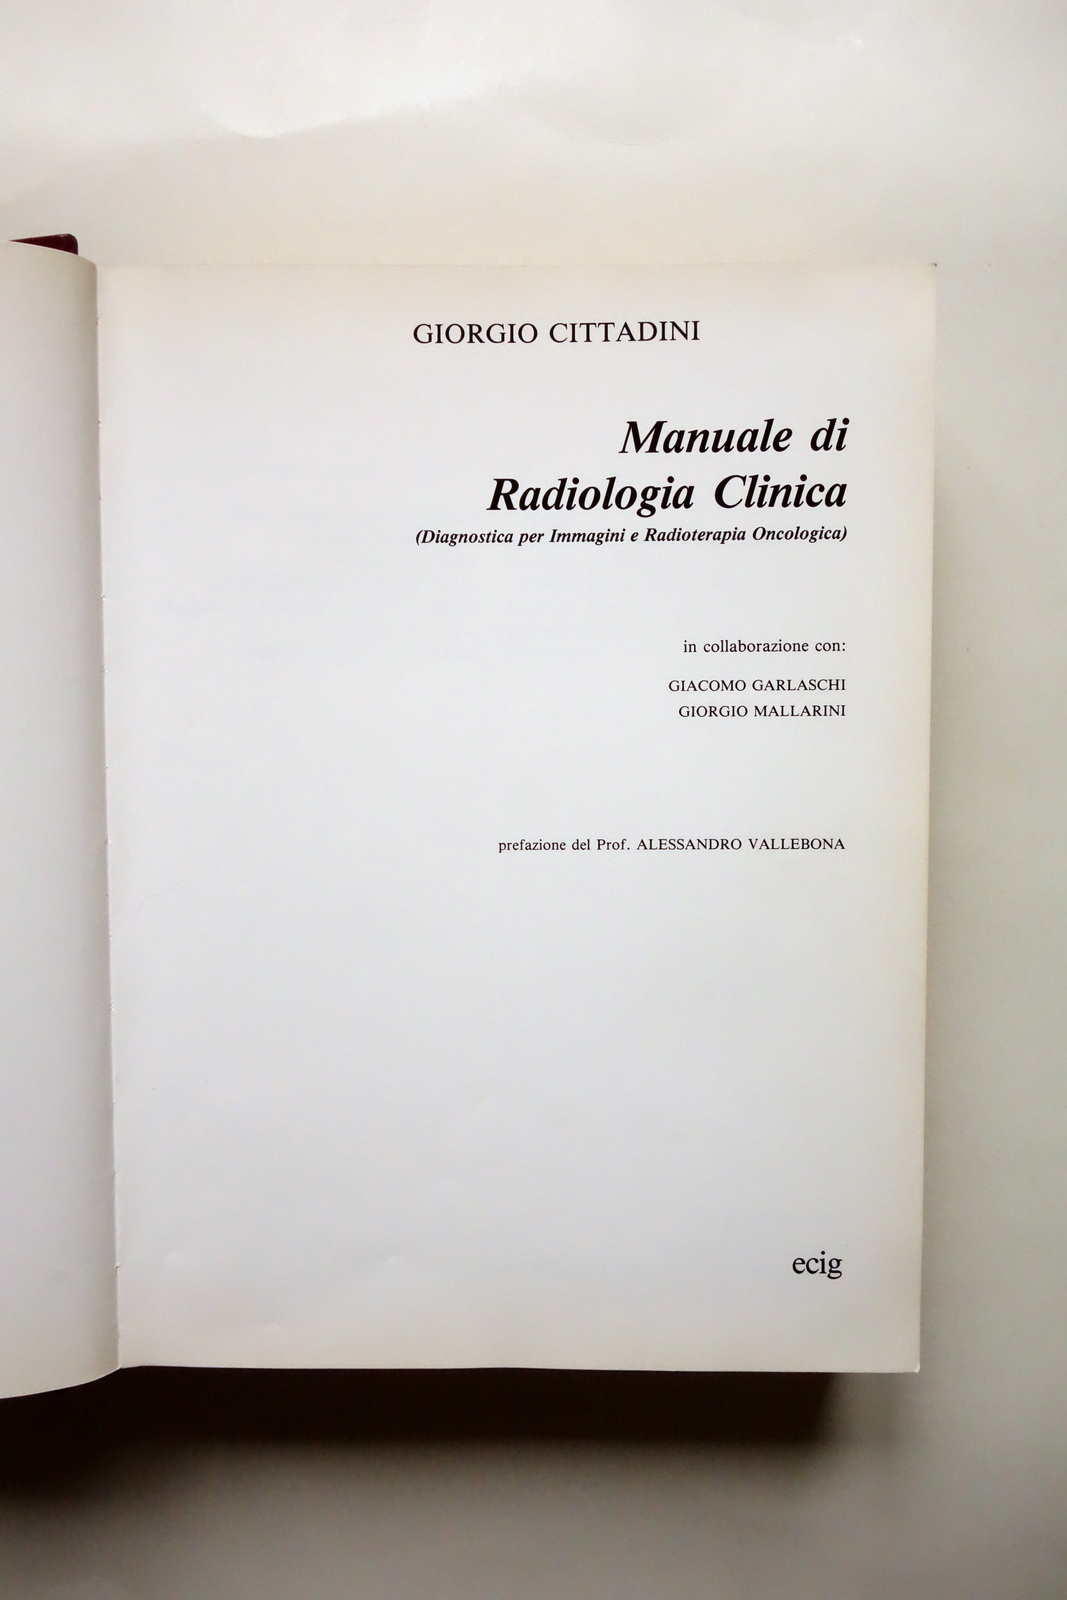 GIORGIO CITTADINI
Manuale di
Radiologia Clinica
(Diagnostica per Immagini e Radioterapia Oncologica)
in collaborazione con:
GIACOMO GARLASCHI
GIORGIO MALLARINI
prefazione del Prof. ALESSANDRO VALLEBONA
ecig